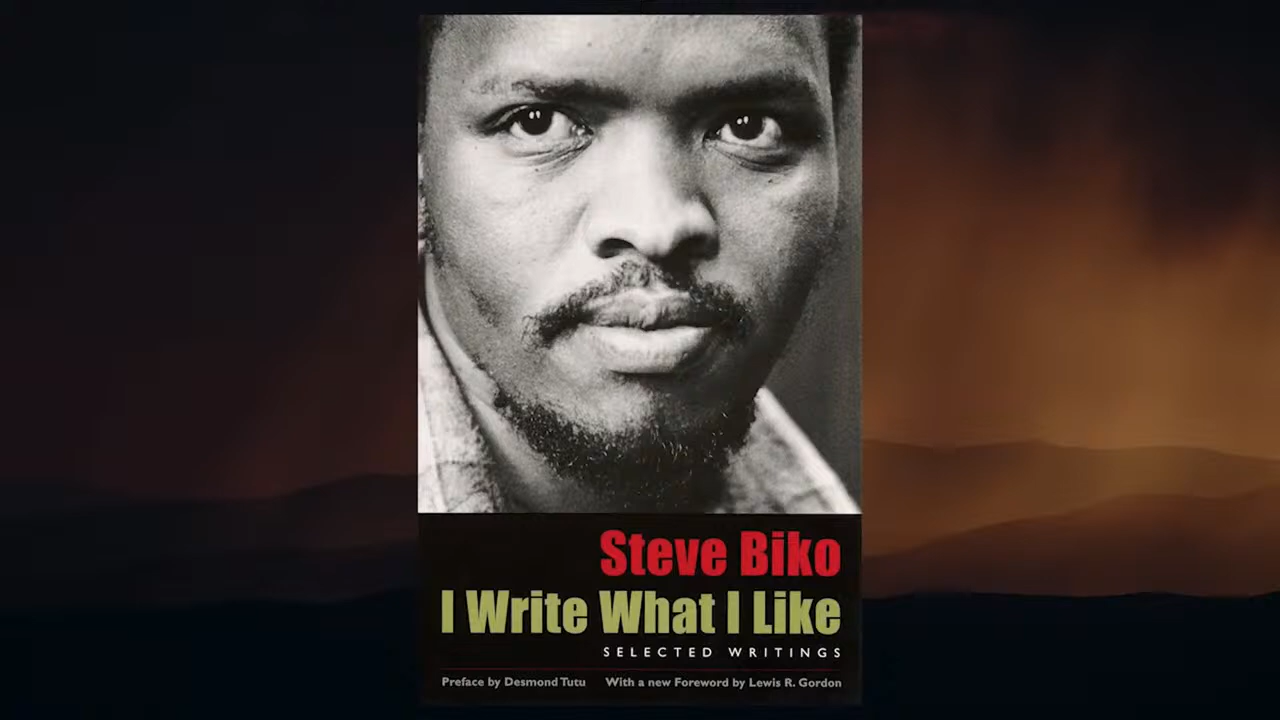 Steve Biko
I Write What I Like
SELECTED WRITINGS
Preface by Desmond Tutu With a new Foreword by Lewis R. Gordon